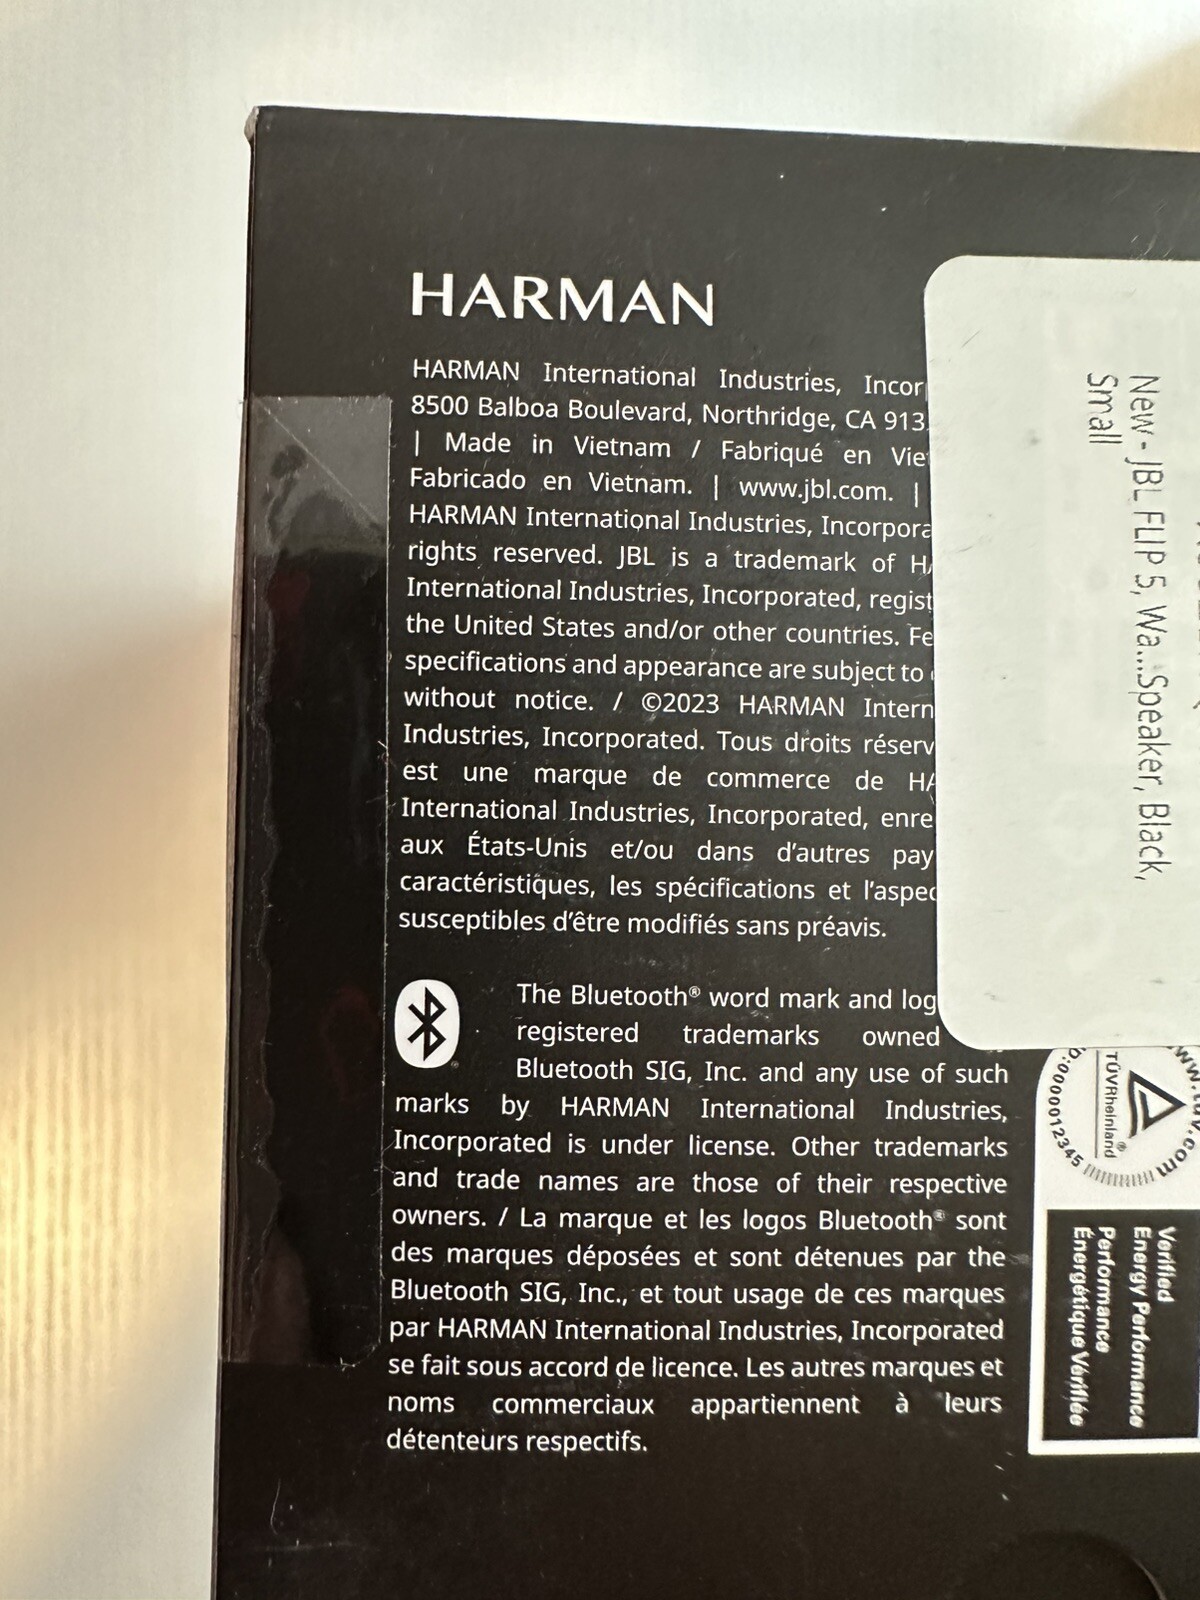 HARMAN
HARMAN International Industries, Incor
8500 Balboa Boulevard, Northridge, CA 913
| Made in Vietnam / Fabriqué en Vie
Fabricado en Vietnam. | www.jbl.com. |
HARMAN International Industries, Incorpora
rights reserved. JBL is a trademark of HA
International Industries, Incorporated, regist
the United States and/or other countries. Fe
specifications and appearance are subject to
without notice. / ©2023 HARMAN Intern
Industries, Incorporated. Tous droits réserv
est une marque de commerce de HA
International Industries, Incorporated, enre
aux États-Unis et/ou dans d'autres pay
caractéristiques, les spécifications et l'aspec
susceptibles d'être modifiés sans préavis.
The Bluetooth® word mark and log
registered trademarks owned
Bluetooth SIG, Inc. and any use of such
marks by HARMAN International Industries,
Incorporated is under license. Other trademarks
and trade names are those of their respective
owners. / La marque et les logos Bluetooth® sont
des marques déposées et sont détenues par the
Bluetooth SIG, Inc., et tout usage de ces marques
par HARMAN International Industries, Incorporated
se fait sous accord de licence. Les autres marques et
noms commerciaux appartiennent à leurs
détenteurs respectifs.
New - JBL FLIP 5, Wa...Speaker, Black,
Small
www.tuv.com
TÜVRheinland®
0000012345
Verified
Energy Performance
Performance
Énergétique Vérifiée